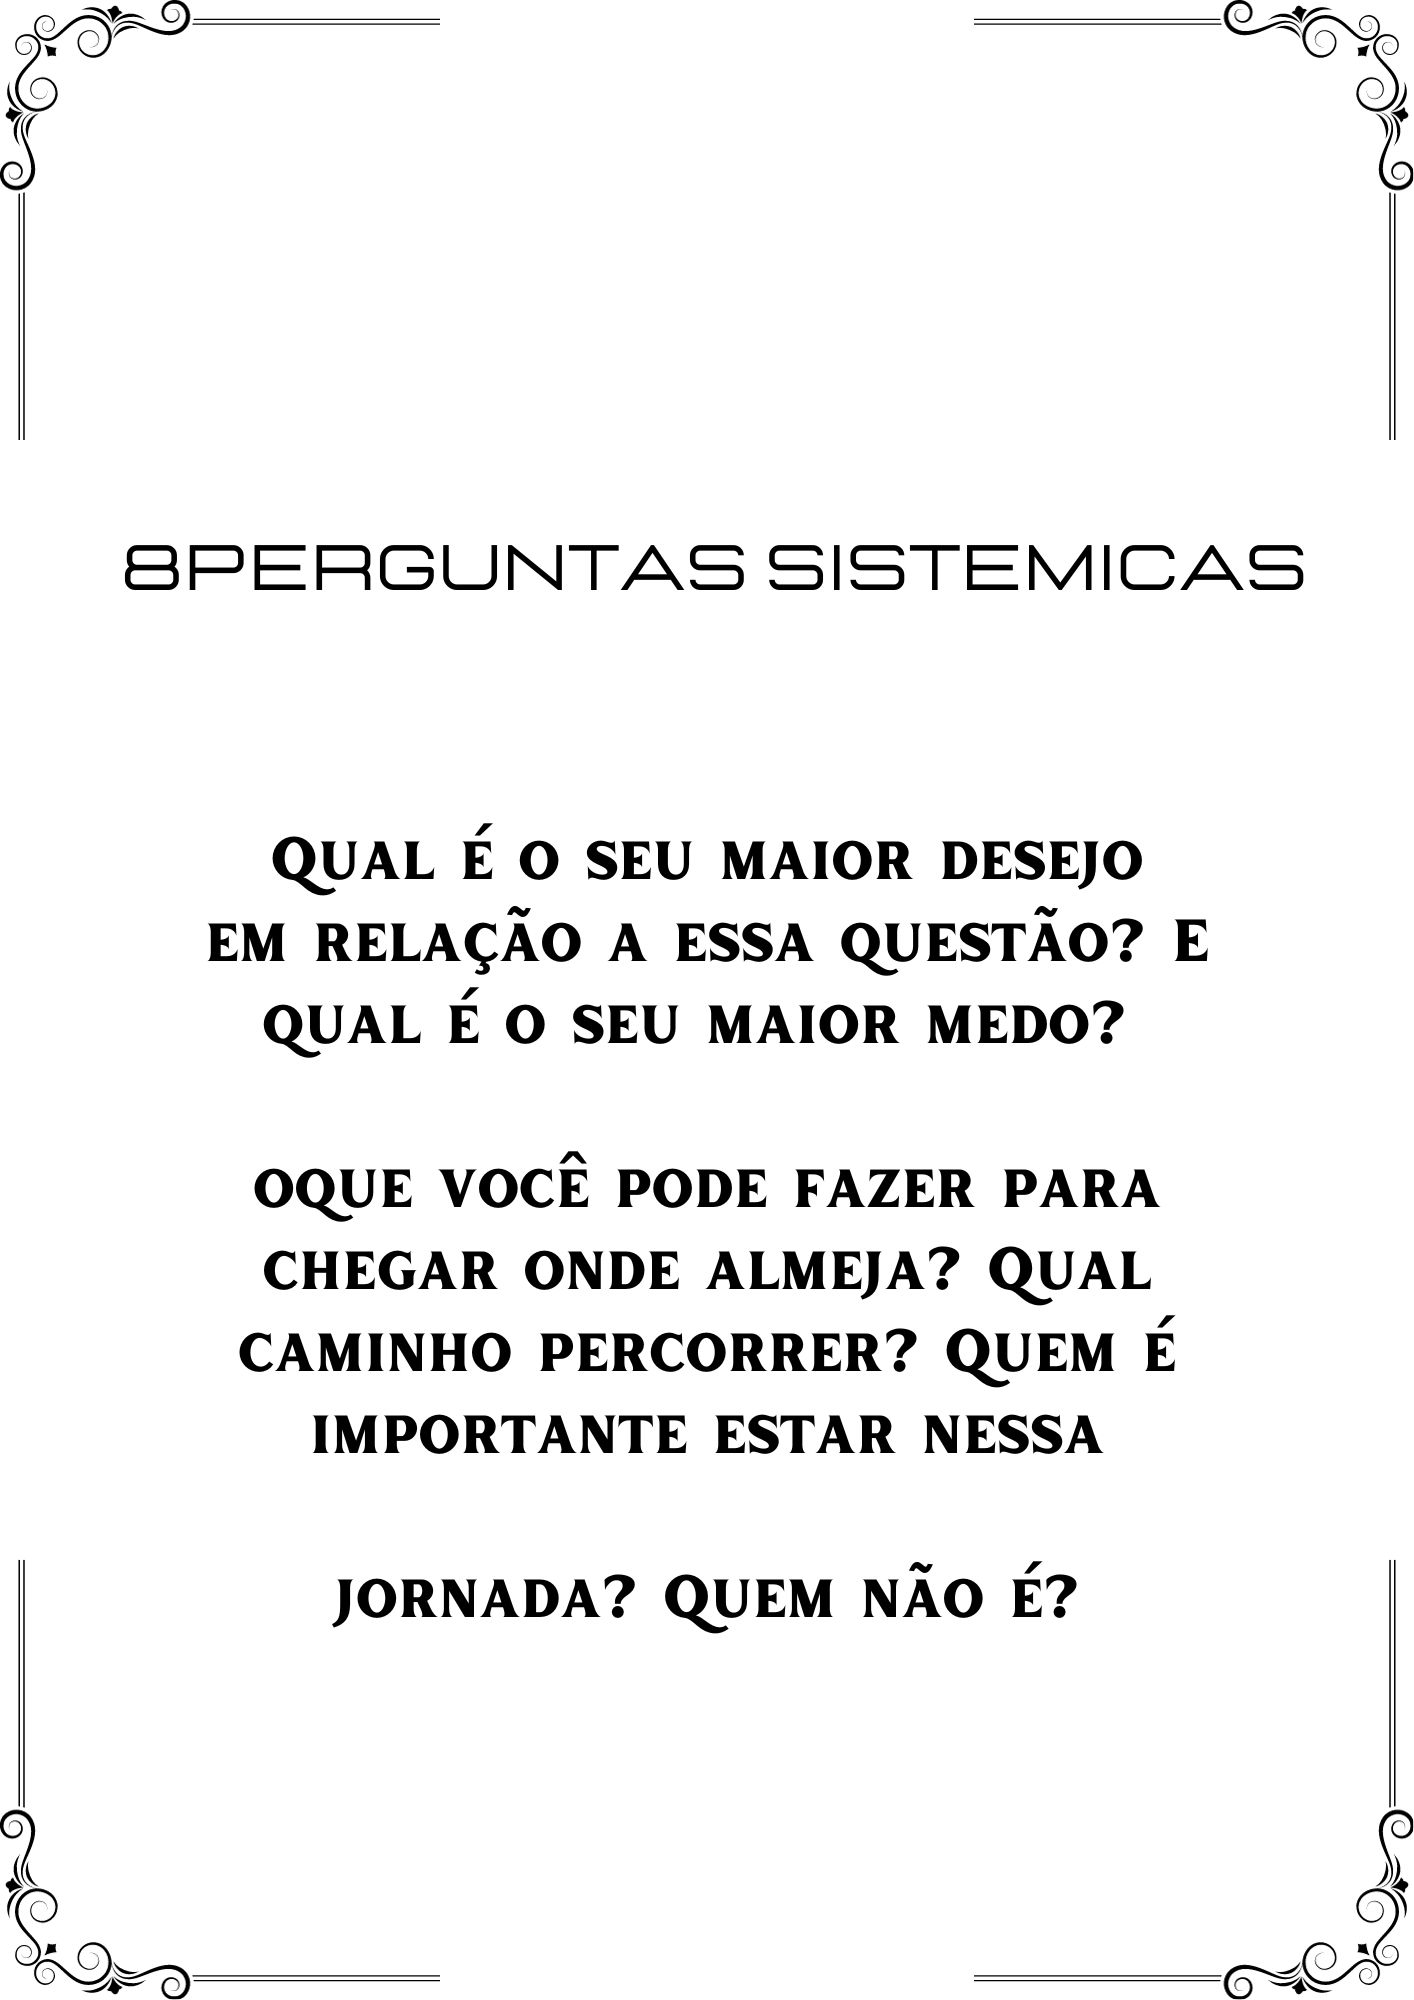 8PERGUNTAS SISTEMICAS
Qual é o seu maior desejo
em relação a essa questão? E
qual é o seu maior medo?
oque você pode fazer para
chegar onde almeja? Qual
caminho percorrer? Quem é
importante estar nessa
jornada? Quem não é?